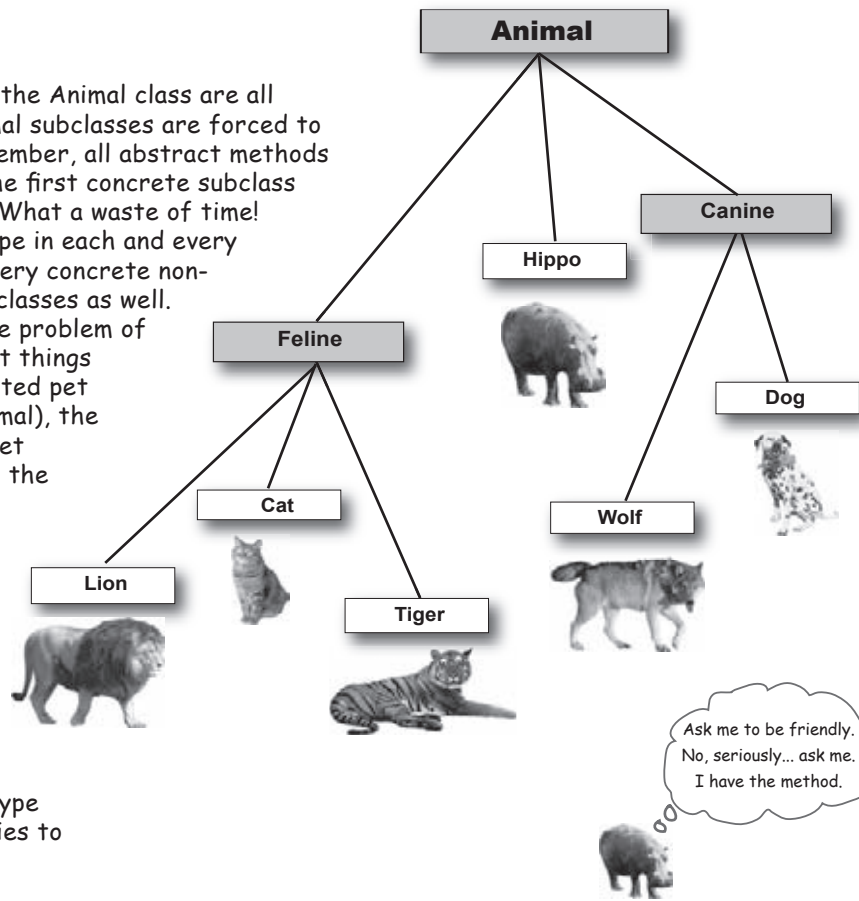 Animal
the Animal class are all
al subclasses are forced to
ember, all abstract methods
he first concrete subclass
What a waste of time!
Canine
pe in each and every
ery concrete non-
Hippo
classes as well.
e problem of
Feline
t things
ted pet
mal), the
Dog
et
the
Cat
Wolf
Lion
Tiger
Ask me to be friendly.
No, seriously... ask me.
I have the method.
ype
ies to